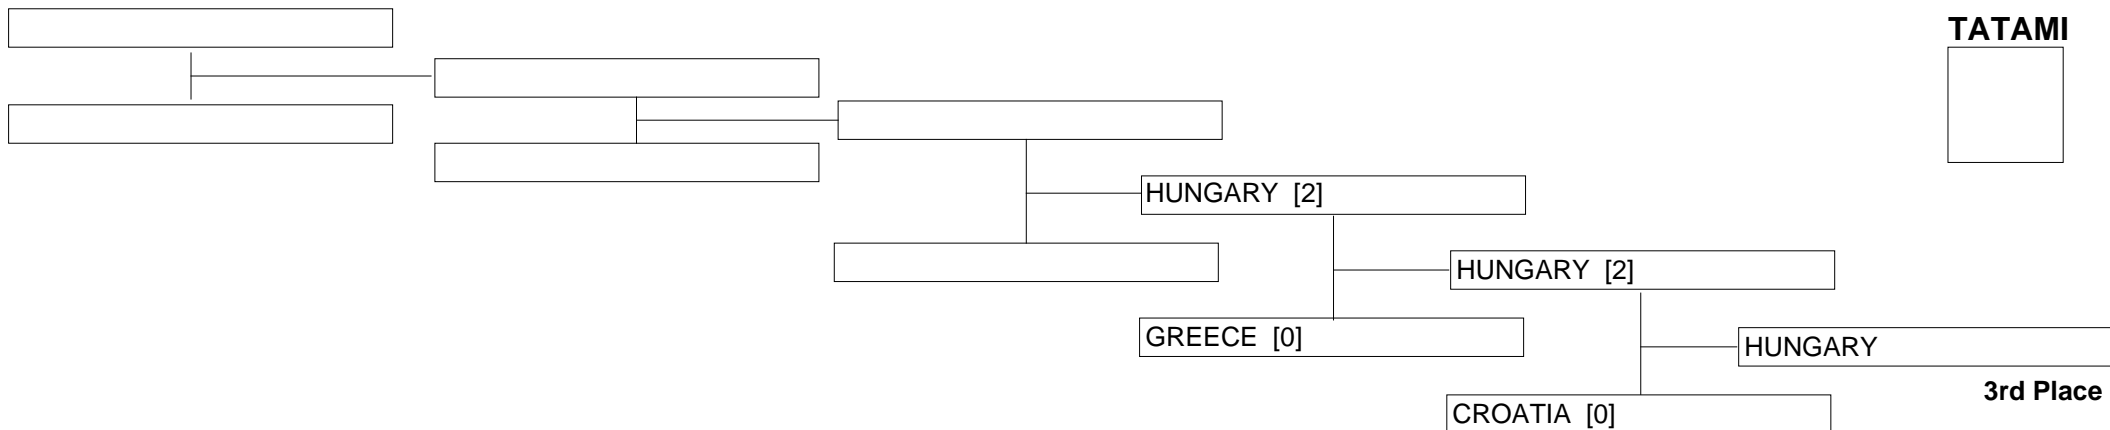 TATAMI
HUNGARY [2]
HUNGARY [2]
GREECE [0]
HUNGARY
3rd Place
CROATIA [0]